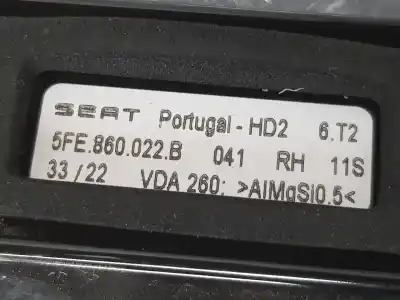 SEAT Portugal - HD2 6.T2
5FE.860.022.B 041 RH 11S
33/22 VDA 260: >AlMgSi0.5<